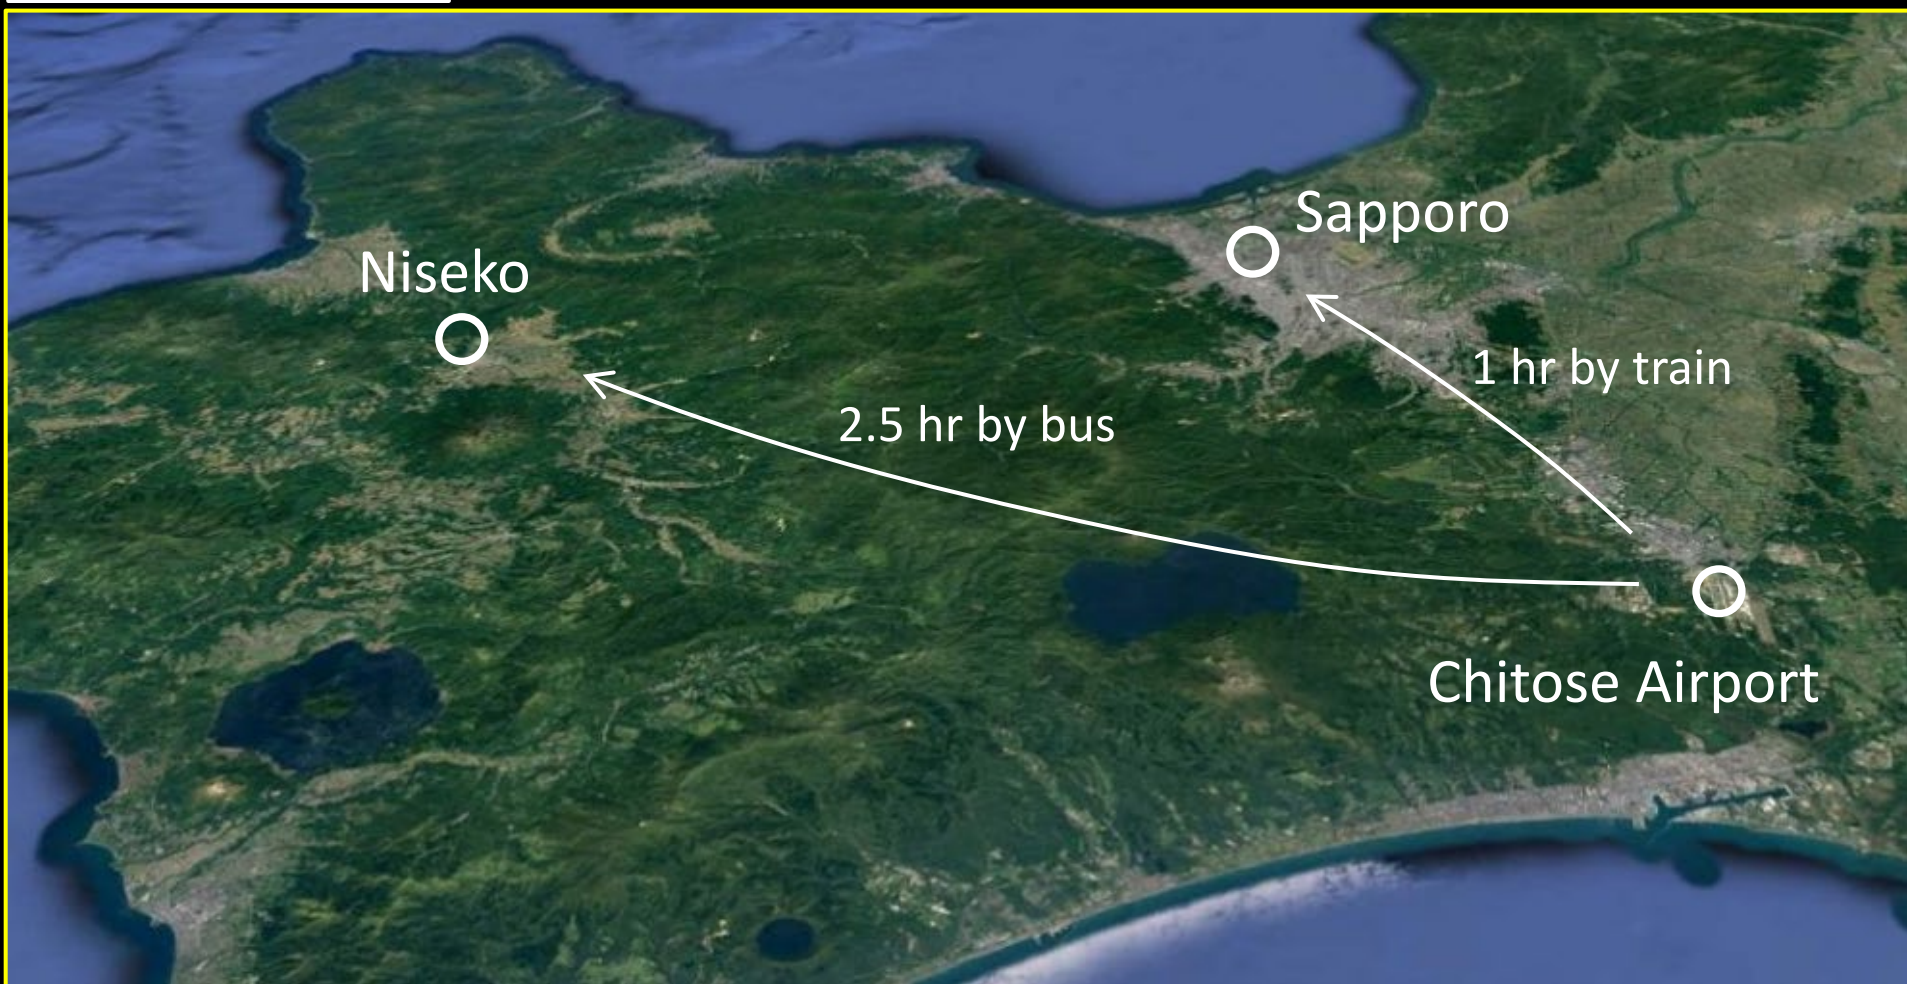 Sapporo
Niseko
1 hr by train
2.5 hr by bus
Chitose Airport